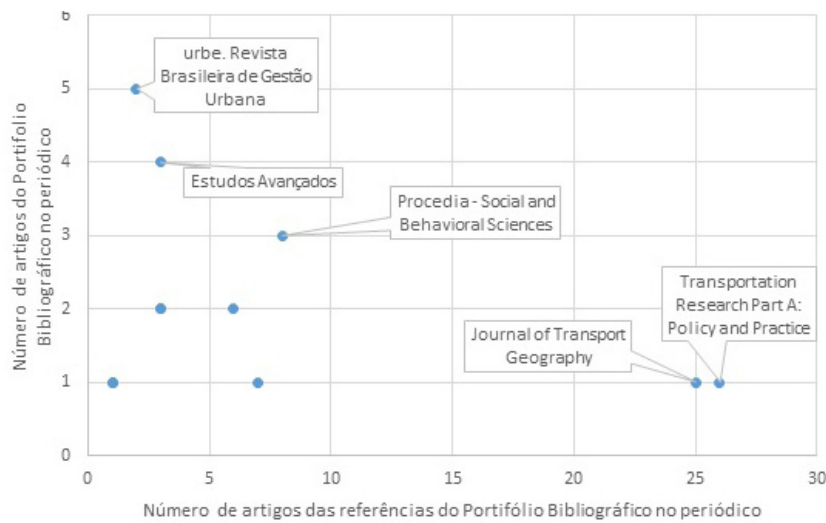 6
urbe. Revista
Brasileira de Gestão
Urbana
5
4
Estudos Avançados
Procedia - Social and
Behavioral Sciences
3
Transportation
Research Part A:
Policy and Practice
2
Journal of Transport
Geography
1
0
0 5 10 15 20 25 30
Número de artigos do Portifolio
Bibliográfico no periódico
Número de artigos das referências do Portifólio Bibliográfico no periódico